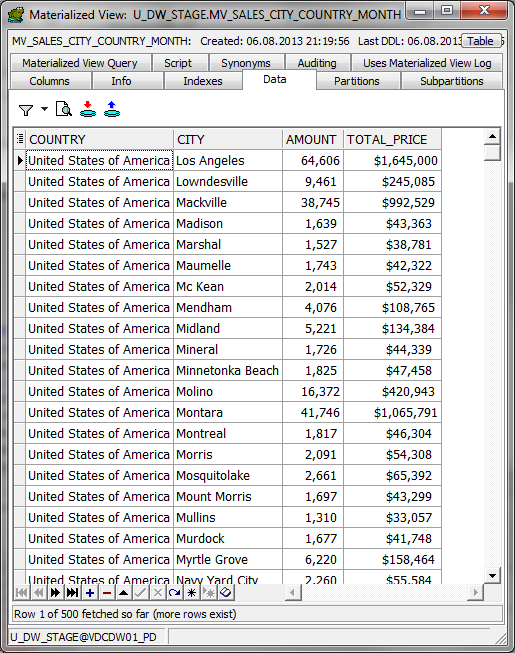 Materialized View: U_DW_STAGE.MV_SALES_CITY_COUNTRY_MONTH
MV_SALES_CITY_COUNTRY_MONTH: Created: 06.08.2013 21:19:56 Last DDL: 06.08.2013 Table
Materialized View Query Script Synonyms Auditing Uses Materialized View Log
Columns Info Indexes Data Partitions Subpartitions
COUNTRY CITY AMOUNT TOTAL_PRICE
United States of America Los Angeles 64,606 $1,645,000
United States of America Lowndesville 9,461 $245,085
United States of America Mackville 38,745 $992,529
United States of America Madison 1,639 $43,363
United States of America Marshal 1,527 $38,781
United States of America Maumelle 1,743 $42,322
United States of America Mc Kean 2,014 $52,329
United States of America Mendham 4,076 $108,765
United States of America Midland 5,221 $134,384
United States of America Mineral 1,726 $44,339
United States of America Minnetonka Beach 1,825 $47,458
United States of America Molino 16,372 $420,943
United States of America Montara 41,746 $1,065,791
United States of America Montreal 1,817 $46,304
United States of America Morris 2,091 $54,308
United States of America Mosquitolake 2,661 $65,392
United States of America Mount Morris 1,697 $43,299
United States of America Mullins 1,310 $33,057
United States of America Murdock 1,677 $41,748
United States of America Myrtle Grove 6,220 $158,464
United States of America Navy Yard City 2,260 $55,584
Row 1 of 500 fetched so far (more rows exist)
U_DW_STAGE@VDCDW01_PD